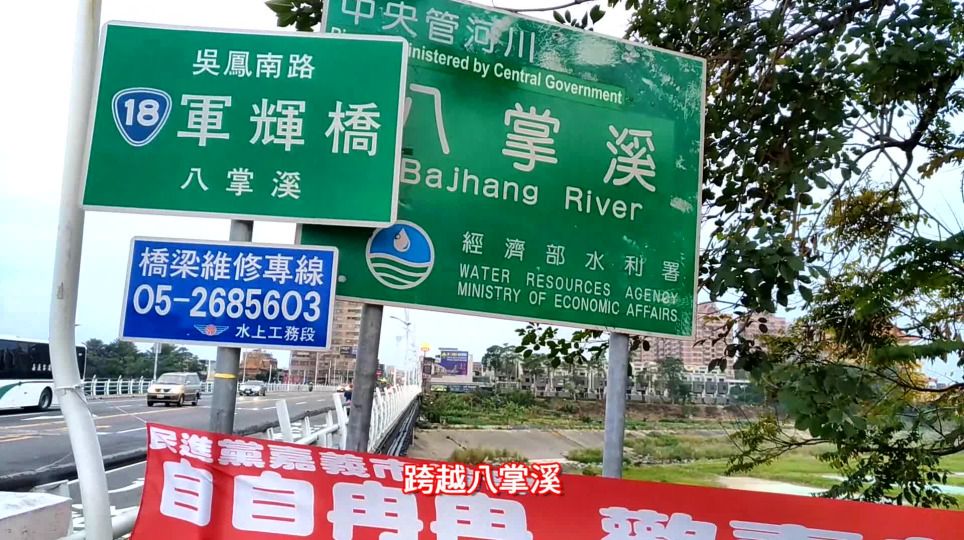 吳鳳南路
18 軍輝橋
八掌溪
中央管河川
inistered by Central Government
八掌溪
Bajhang River
經濟部水利署
WATER RESOURCES AGENCY
MINISTRY OF ECONOMIC AFFAIRS
橋梁維修專線
05-2685603
水上工務段
民進黨嘉義市
跨越八掌溪